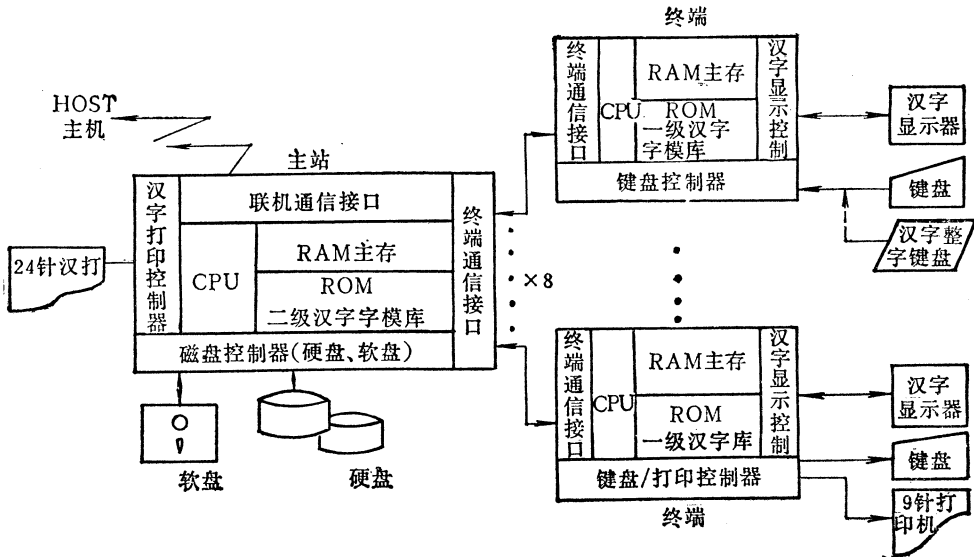 HOST
主机
主站
汉字打印控制器
联机通信接口
CPU
RAM主存
ROM
二级汉字字模库
终端通信接口
磁盘控制器(硬盘、软盘)
24针汉打
软盘
硬盘
×8
终端
终端通信接口
CPU
RAM主存
ROM
一级汉字
字模库
汉字显示控制
键盘控制器
汉字
显示器
键盘
汉字整
字键盘
终端通信接口
CPU
RAM主存
ROM
一级汉字库
汉字显示控制
键盘/打印控制器
终端
汉字
显示器
键盘
9针打
印机